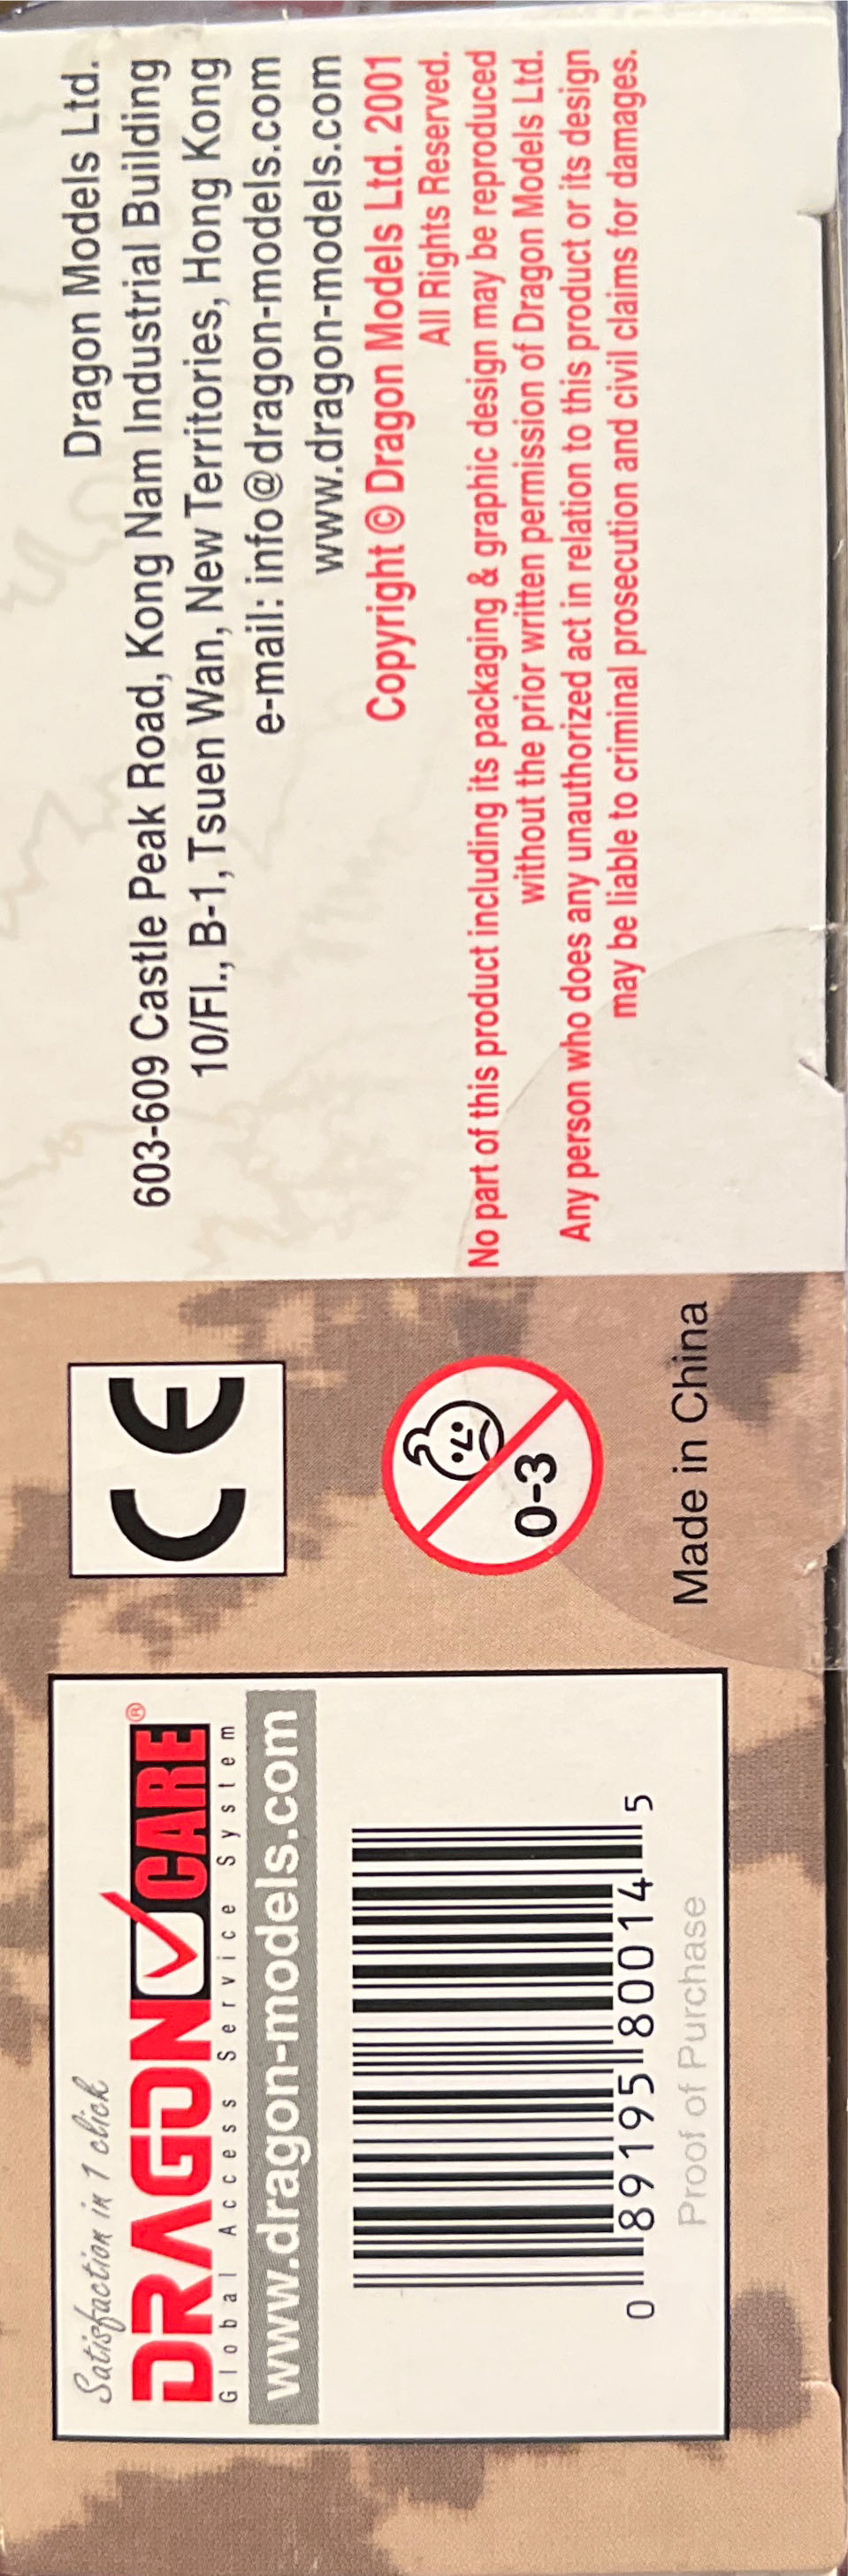 Satisfaction in 1 click
DRAGON CARE®
Global Access Service System
www.dragon-models.com
0 89195 80014 5
Proof of Purchase
CE
0-3
Made in China
Dragon Models Ltd.
603-609 Castle Peak Road, Kong Nam Industrial Building
10/Fl., B-1, Tsuen Wan, New Territories, Hong Kong
e-mail: info@dragon-models.com
www.dragon-models.com
Copyright © Dragon Models Ltd. 2001
All Rights Reserved.
No part of this product including its packaging & graphic design may be reproduced
without the prior written permission of Dragon Models Ltd.
Any person who does any unauthorized act in relation to this product or its design
may be liable to criminal prosecution and civil claims for damages.